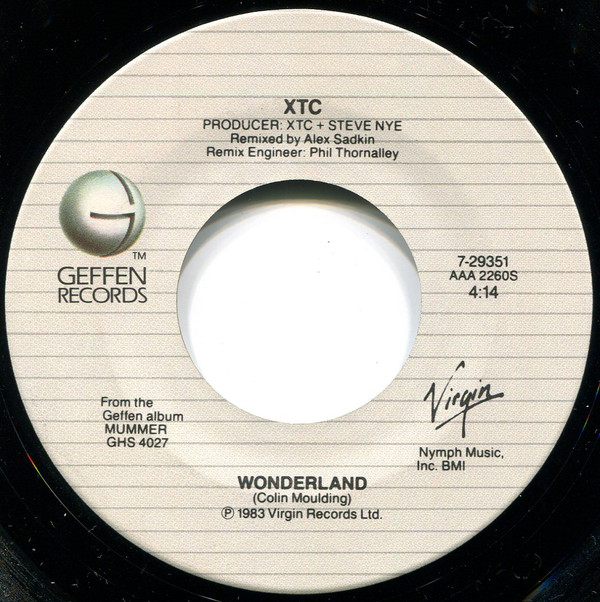 XTC
PRODUCER: XTC + STEVE NYE
Remixed by Alex Sadkin
Remix Engineer: Phil Thornalley
G
TM
GEFFEN
RECORDS
7-29351
AAA 2260S
4:14
From the
Geffen album
MUMMER
GHS 4027
Virgin
Nymph Music,
Inc. BMI
WONDERLAND
(Colin Moulding)
Ⓟ 1983 Virgin Records Ltd.